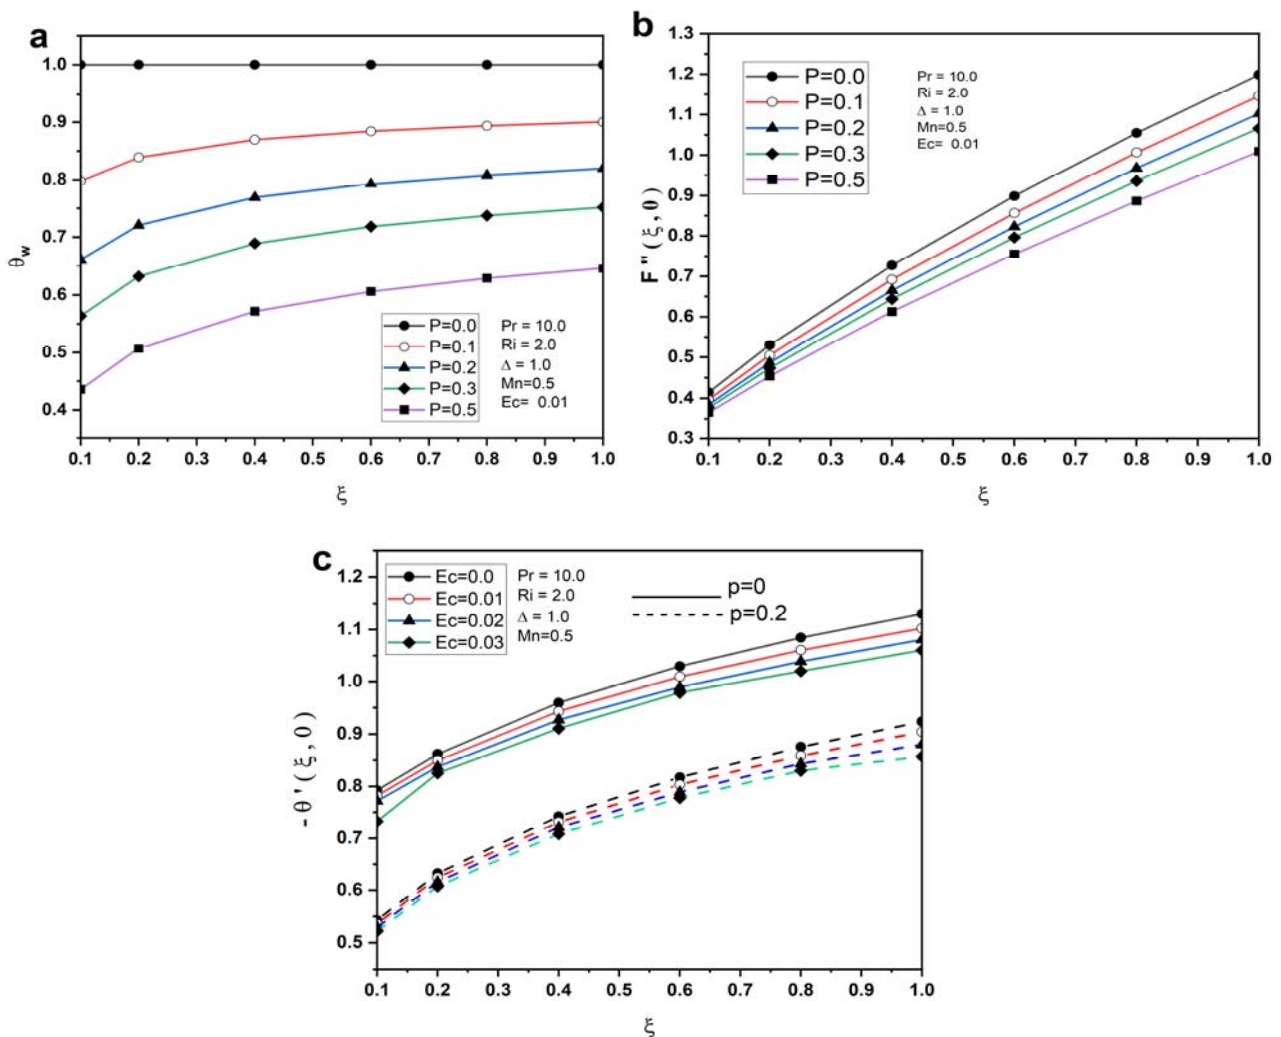 a
1.0
0.9
0.8
0.7
0.6
0.5
0.4
θw
P=0.0
P=0.1
P=0.2
P=0.3
P=0.5
Pr = 10.0
Ri = 2.0
Δ = 1.0
Mn=0.5
Ec= 0.01
0.1 0.2 0.3 0.4 0.5 0.6 0.7 0.8 0.9 1.0
ξ
b
1.3
1.2
1.1
1.0
0.9
0.8
0.7
0.6
0.5
0.4
0.3
F"(ξ,0)
P=0.0
P=0.1
P=0.2
P=0.3
P=0.5
Pr = 10.0
Ri = 2.0
Δ = 1.0
Mn=0.5
Ec= 0.01
0.1 0.2 0.3 0.4 0.5 0.6 0.7 0.8 0.9 1.0
ξ
c
1.2
1.1
1.0
0.9
0.8
0.7
0.6
0.5
-θ'(ξ,0)
Ec=0.0
Ec=0.01
Ec=0.02
Ec=0.03
Pr = 10.0
Ri = 2.0
Δ = 1.0
Mn=0.5
p=0
p=0.2
0.1 0.2 0.3 0.4 0.5 0.6 0.7 0.8 0.9 1.0
ξ